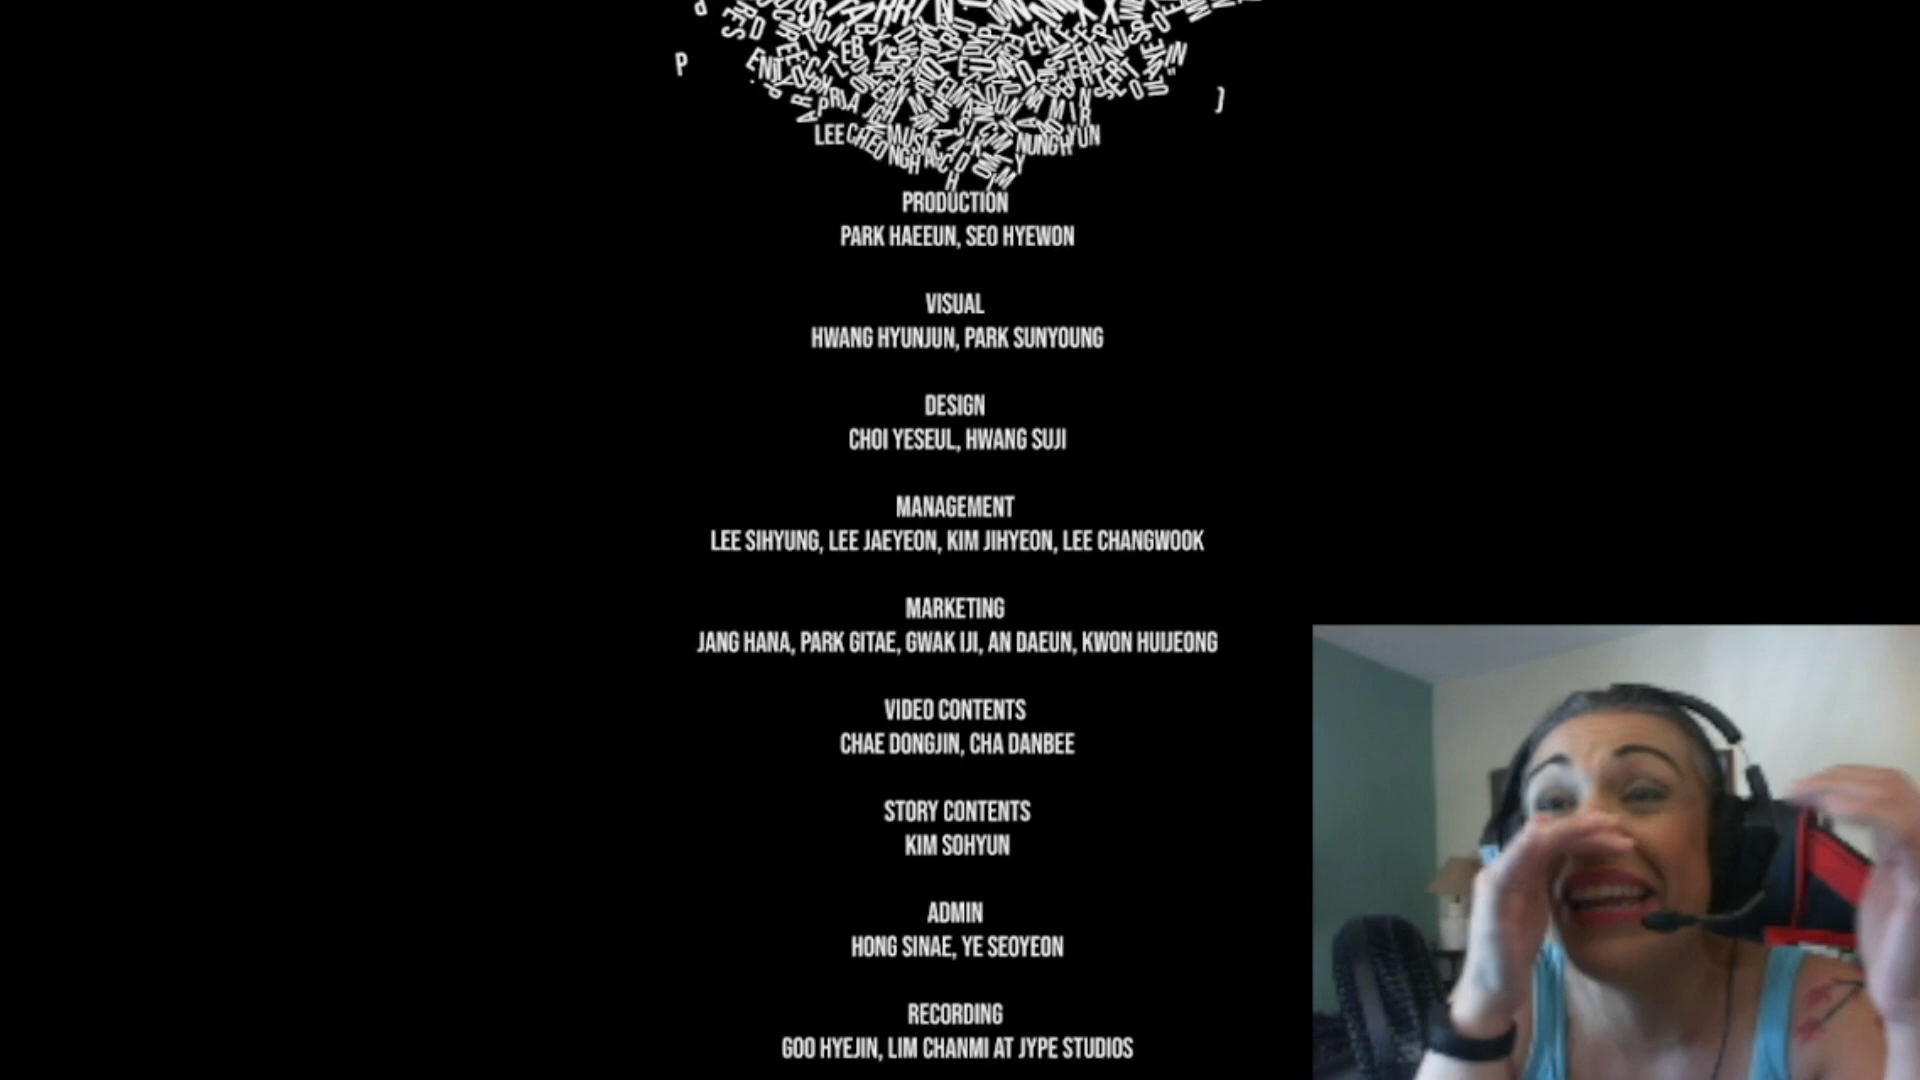 LEE
PRODUCTION
PARK HAEEUN, SEO HYEWON
VISUAL
HWANG HYUNJUN, PARK SUNYOUNG
DESIGN
CHOI YESEUL, HWANG SUJI
MANAGEMENT
LEE SIHYUNG, LEE JAEYEON, KIM JIHYEON, LEE CHANGWOOK
MARKETING
JANG HANA, PARK GITAE, GWAK IJI, AN DAEUN, KWON HUIJEONG
VIDEO CONTENTS
CHAE DONGJIN, CHA DANBEE
STORY CONTENTS
KIM SOHYUN
ADMIN
HONG SINAE, YE SEOYEON
RECORDING
GOO HYEJIN, LIM CHANMI AT JYPE STUDIOS